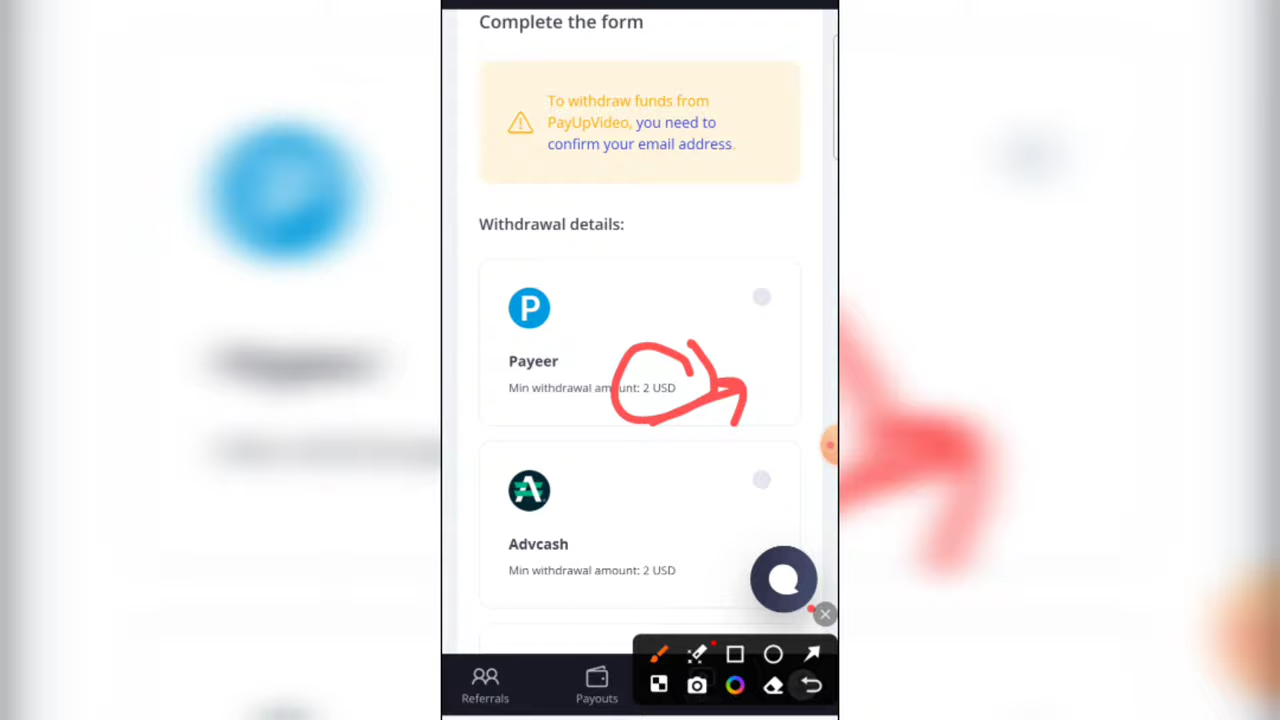 Complete the form
To withdraw funds from
PayUpVideo, you need to
confirm your email address.
Withdrawal details:
P
Payeer
Min withdrawal amount: 2 USD
Advcash
Min withdrawal amount: 2 USD
Referrals
Payouts